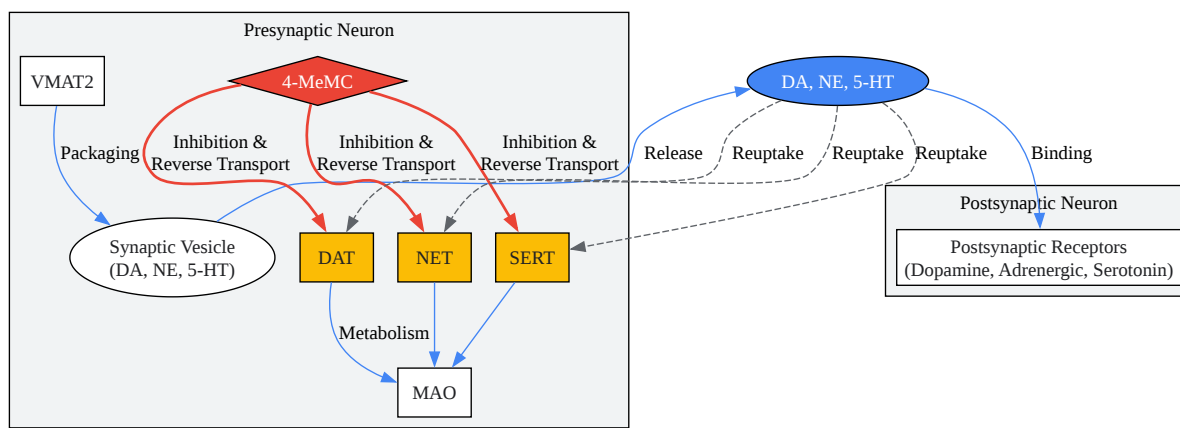 Presynaptic Neuron
VMAT2
4-MeMC
DA, NE, 5-HT
Packaging
Inhibition &
Reverse Transport
Inhibition &
Reverse Transport
Inhibition &
Reverse Transport
Release
Reuptake
Reuptake
Reuptake
Binding
Postsynaptic Neuron
Synaptic Vesicle
(DA, NE, 5-HT)
DAT
NET
SERT
Postsynaptic Receptors
(Dopamine, Adrenergic, Serotonin)
Metabolism
MAO